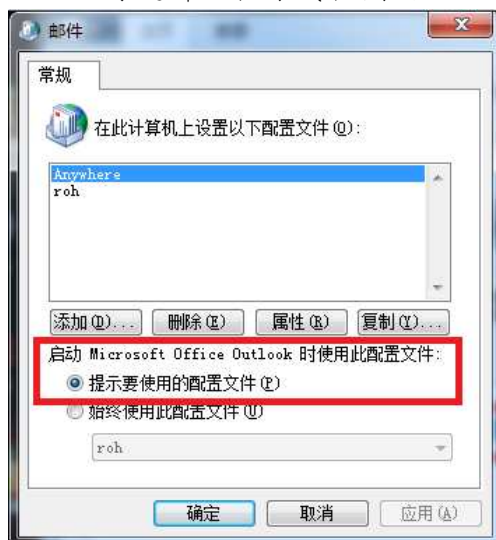 邮件
常规
在此计算机上设置以下配置文件(O):
Anywhere
roh
添加(D)... 删除(E) 属性(R) 复制(Y)...
启动 Microsoft Office Outlook 时使用此配置文件:
提示要使用的配置文件(P)
始终使用此配置文件(U)
roh
确定 取消 应用(A)